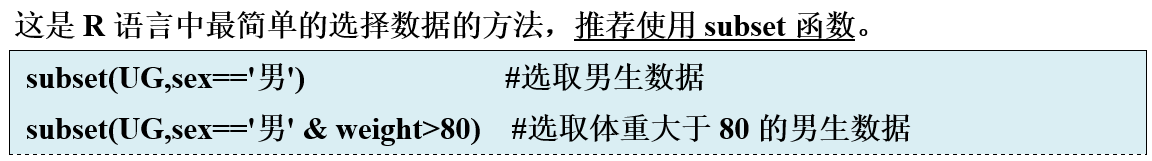 这是 R 语言中最简单的选择数据的方法，推荐使用 subset 函数。
subset(UG,sex=='男') #选取男生数据
subset(UG,sex=='男' & weight>80) #选取体重大于 80 的男生数据